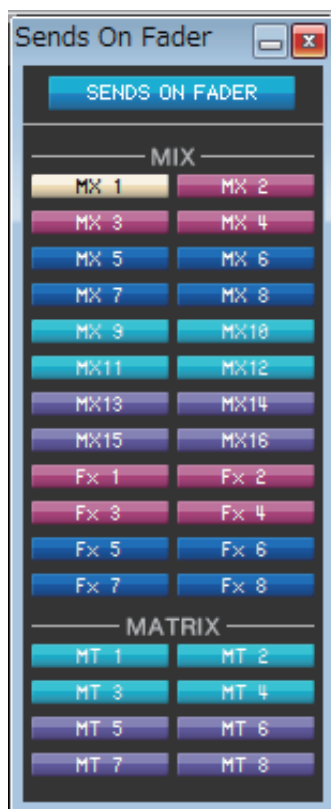 Sends On Fader
SENDS ON FADER
MIX
MX 1 MX 2
MX 3 MX 4
MX 5 MX 6
MX 7 MX 8
MX 9 MX10
MX11 MX12
MX13 MX14
MX15 MX16
Fx 1 Fx 2
Fx 3 Fx 4
Fx 5 Fx 6
Fx 7 Fx 8
MATRIX
MT 1 MT 2
MT 3 MT 4
MT 5 MT 6
MT 7 MT 8